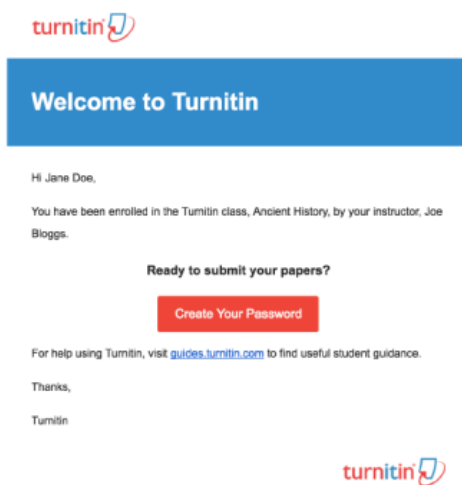 turnitin
Welcome to Turnitin
Hi Jane Doe,
You have been enrolled in the Turnitin class, Ancient History, by your instructor, Joe
Bloggs.
Ready to submit your papers?
Create Your Password
For help using Turnitin, visit guides.turnitin.com to find useful student guidance.
Thanks,
Turnitin
turnitin